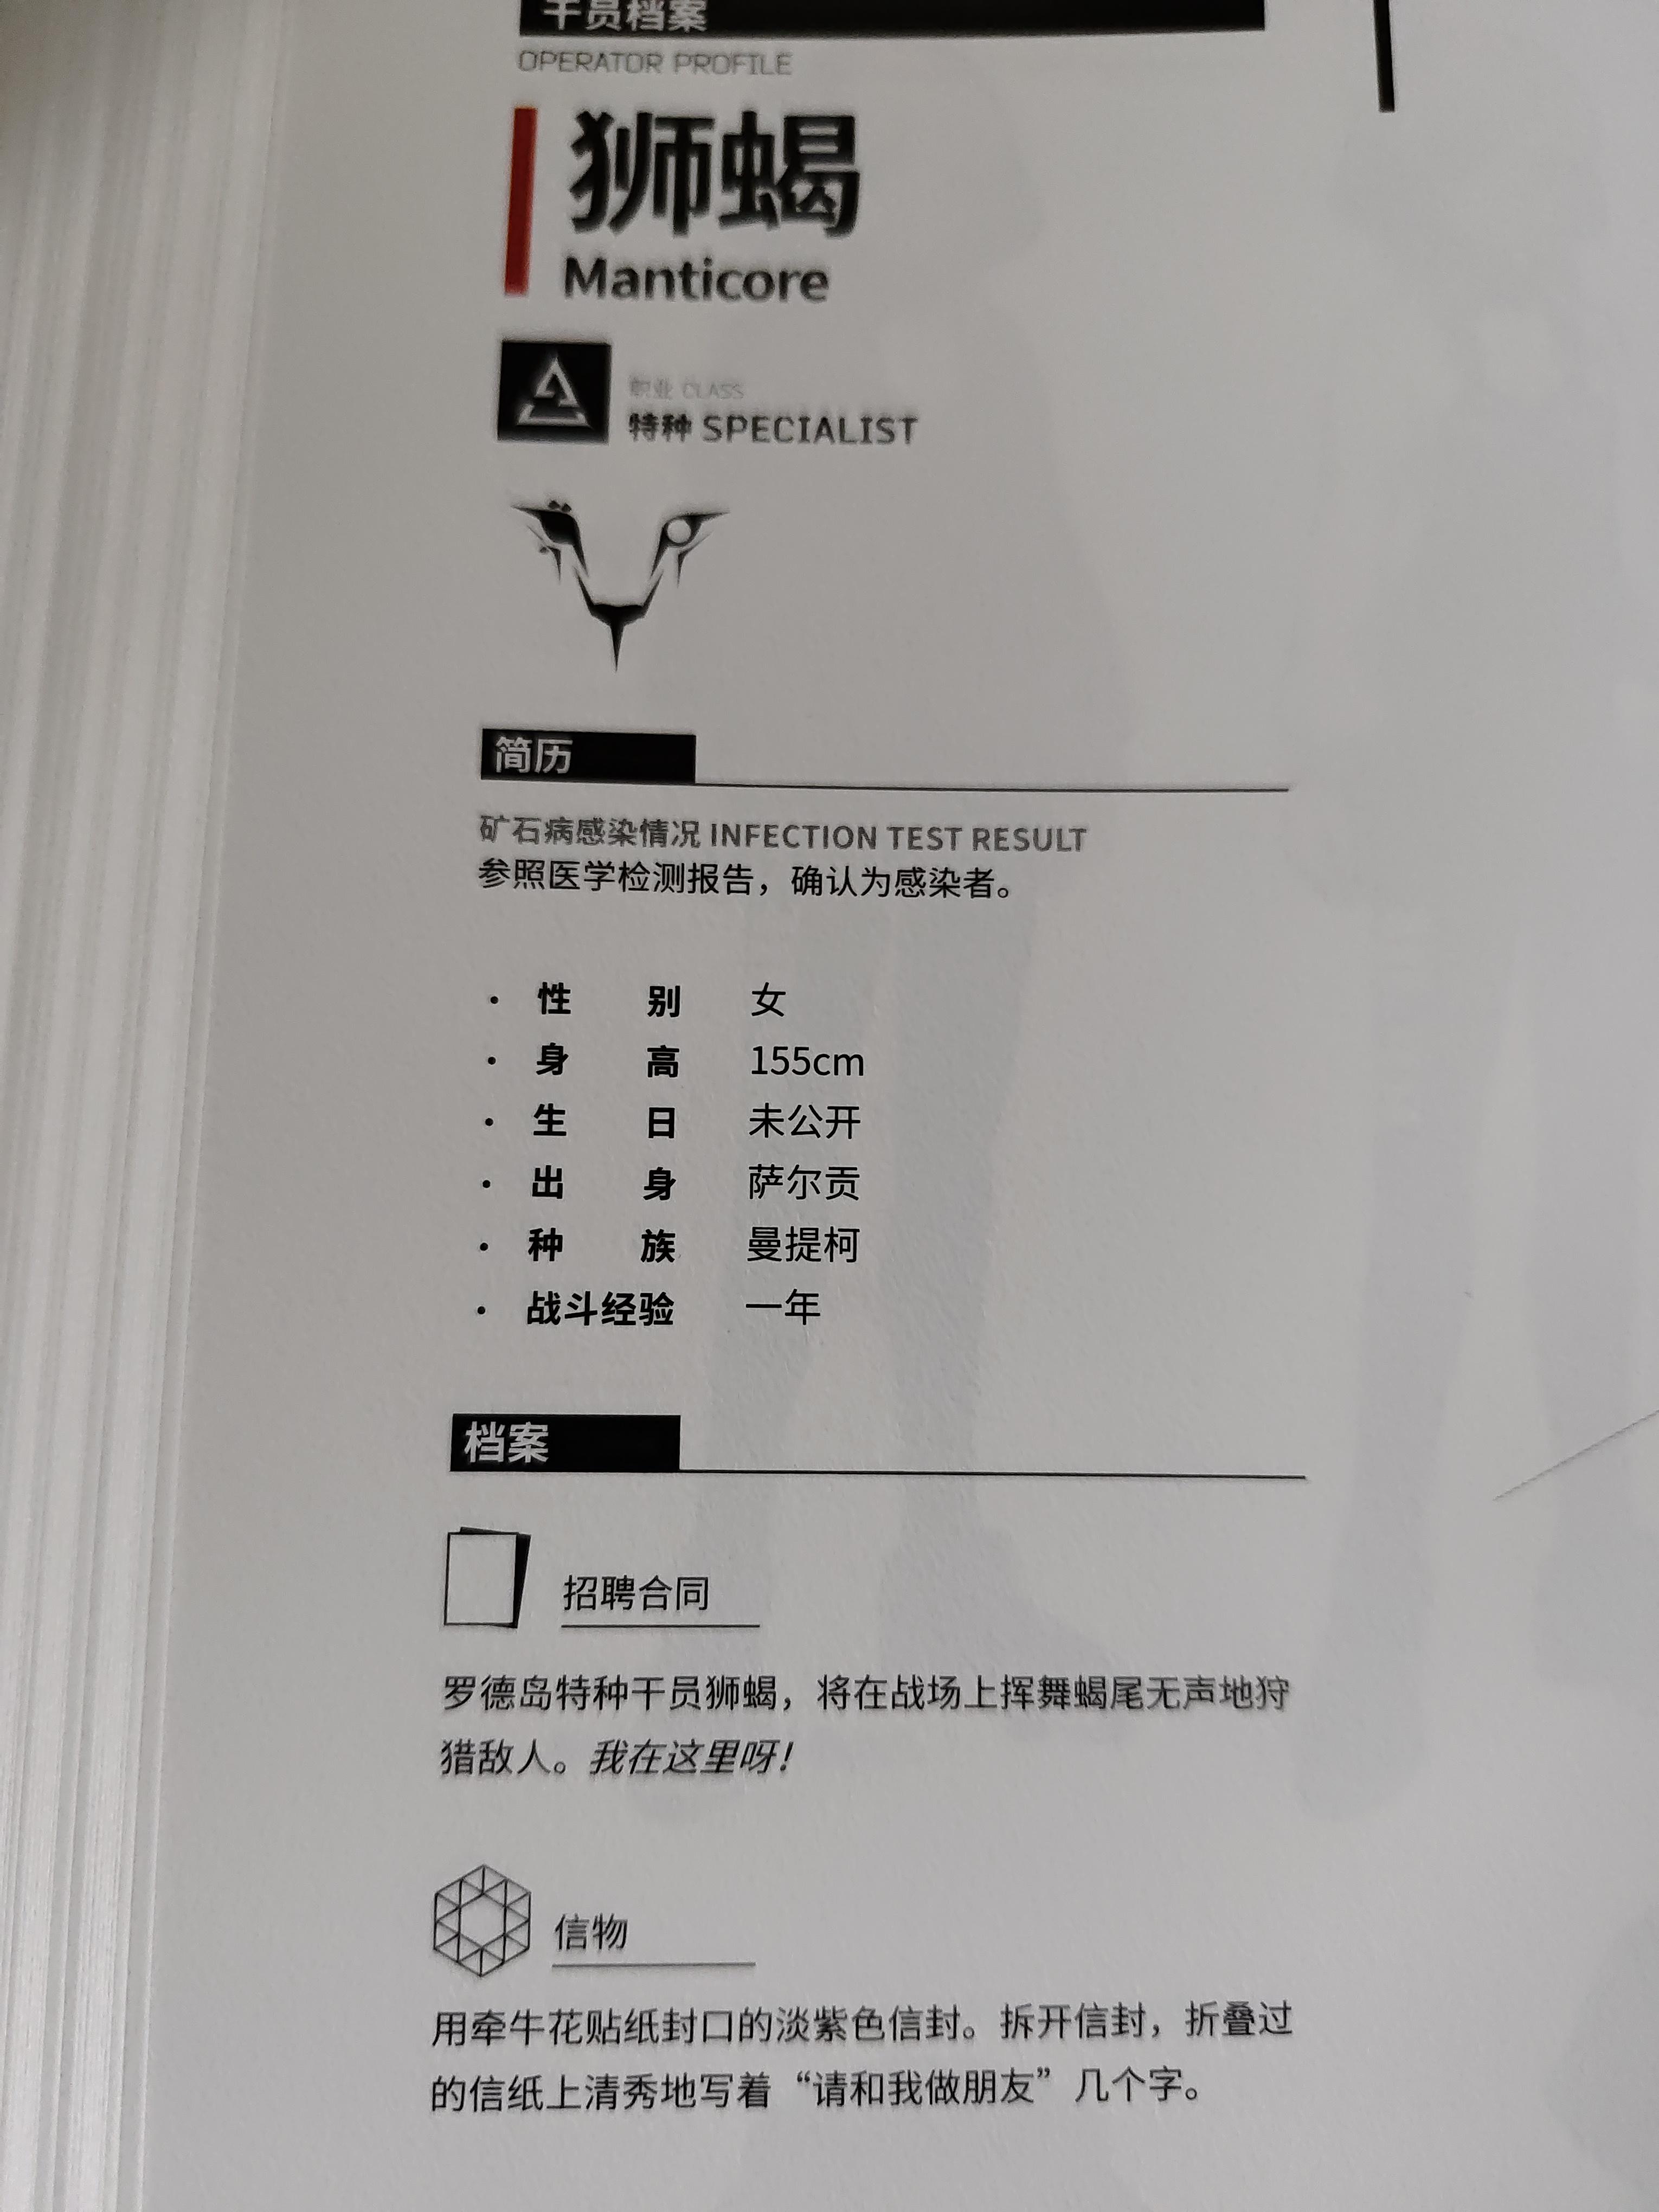 干员档案
OPERATOR PROFILE
狮蝎
Manticore
职业 CLASS
特种 SPECIALIST
简历
矿石病感染情况 INFECTION TEST RESULT
参照医学检测报告，确认为感染者。
· 性 别 女
· 身 高 155cm
· 生 日 未公开
· 出 身 萨尔贡
· 种 族 曼提柯
· 战斗经验 一年
档案
招聘合同
罗德岛特种干员狮蝎，将在战场上挥舞蝎尾无声地狩
猎敌人。我在这里呀！
信物
用牵牛花贴纸封口的淡紫色信封。拆开信封，折叠过
的信纸上清秀地写着“请和我做朋友”几个字。